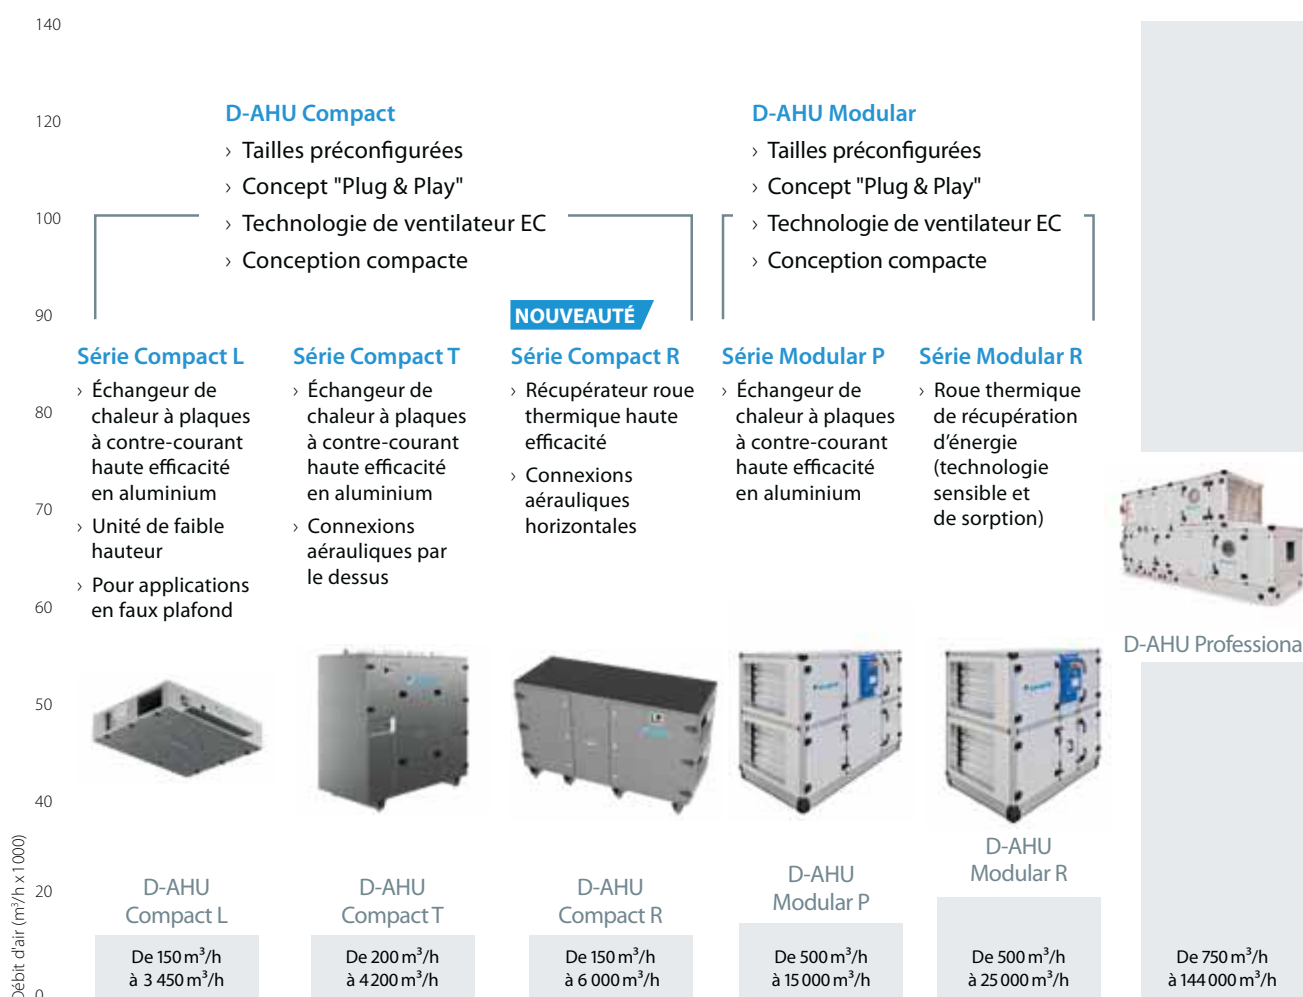 140
120
100
90
80
70
60
50
40
20
0
Débit d'air (m³/h x 1000)
D-AHU Compact
› Tailles préconfigurées
› Concept "Plug & Play"
› Technologie de ventilateur EC
› Conception compacte
D-AHU Modular
› Tailles préconfigurées
› Concept "Plug & Play"
› Technologie de ventilateur EC
› Conception compacte
Série Compact L
› Échangeur de
chaleur à plaques
à contre-courant
haute efficacité
en aluminium
› Unité de faible
hauteur
› Pour applications
en faux plafond
Série Compact T
› Échangeur de
chaleur à plaques
à contre-courant
haute efficacité
en aluminium
› Connexions
aérauliques par
le dessus
NOUVEAUTÉ
Série Compact R
› Récupérateur roue
thermique haute
efficacité
› Connexions
aérauliques
horizontales
Série Modular P
› Échangeur de
chaleur à plaques
à contre-courant
haute efficacité
en aluminium
Série Modular R
› Roue thermique
de récupération
d'énergie
(technologie
sensible et
de sorption)
D-AHU
Compact L
De 150 m³/h
à 3 450 m³/h
D-AHU
Compact T
De 200 m³/h
à 4 200 m³/h
D-AHU
Compact R
De 150 m³/h
à 6 000 m³/h
D-AHU
Modular P
De 500 m³/h
à 15 000 m³/h
D-AHU
Modular R
De 500 m³/h
à 25 000 m³/h
D-AHU Professiona
De 750 m³/h
à 144 000 m³/h